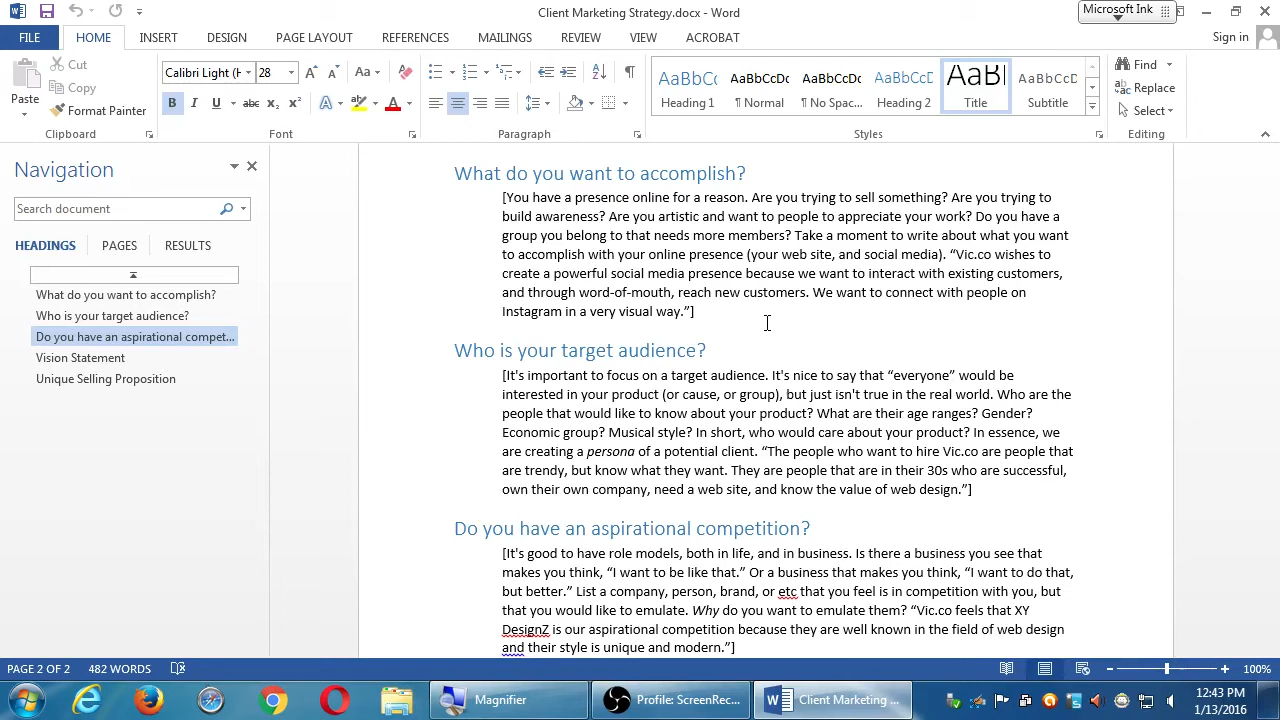 Client Marketing Strategy.docx - Word
Microsoft Ink
FILE HOME INSERT DESIGN PAGE LAYOUT REFERENCES MAILINGS REVIEW VIEW ACROBAT
Sign in
Paste
Cut
Copy
Format Painter
Clipboard
Calibri Light (H 28
Font
Paragraph
AaBbCc AaBbCcDc AaBbCcDc AaBbCcD AaB AaBbCcD
Heading 1 ¶ Normal ¶ No Spac... Heading 2 Title Subtitle
Styles
Find
Replace
Select
Editing
Navigation
Search document
HEADINGS PAGES RESULTS
What do you want to accomplish?
Who is your target audience?
Do you have an aspirational compet...
Vision Statement
Unique Selling Proposition
What do you want to accomplish?
[You have a presence online for a reason. Are you trying to sell something? Are you trying to
build awareness? Are you artistic and want to people to appreciate your work? Do you have a
group you belong to that needs more members? Take a moment to write about what you want
to accomplish with your online presence (your web site, and social media). “Vic.co wishes to
create a powerful social media presence because we want to interact with existing customers,
and through word-of-mouth, reach new customers. We want to connect with people on
Instagram in a very visual way.”]
Who is your target audience?
[It's important to focus on a target audience. It's nice to say that “everyone” would be
interested in your product (or cause, or group), but just isn't true in the real world. Who are the
people that would like to know about your product? What are their age ranges? Gender?
Economic group? Musical style? In short, who would care about your product? In essence, we
are creating a persona of a potential client. “The people who want to hire Vic.co are people that
are trendy, but know what they want. They are people that are in their 30s who are successful,
own their own company, need a web site, and know the value of web design.”]
Do you have an aspirational competition?
[It's good to have role models, both in life, and in business. Is there a business you see that
makes you think, “I want to be like that.” Or a business that makes you think, “I want to do that,
but better.” List a company, person, brand, or etc that you feel is in competition with you, but
that you would like to emulate. Why do you want to emulate them? “Vic.co feels that XY
DesignZ is our aspirational competition because they are well known in the field of web design
and their style is unique and modern.”]
PAGE 2 OF 2 482 WORDS
100%
Magnifier
Profile: ScreenRec...
Client Marketing ...
12:43 PM
1/13/2016